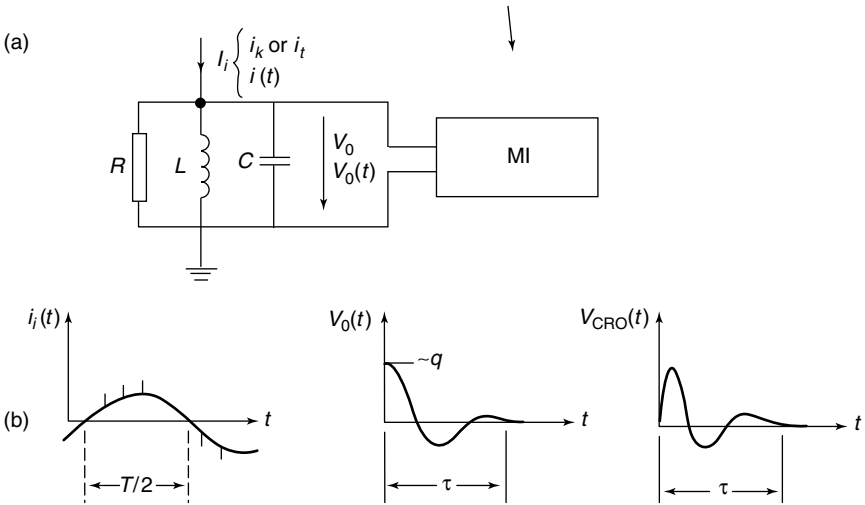 (a)
I_i { i_k or i_t
i(t)
R
L
C
V_0
V_0(t)
MI
(b)
i_i(t)
t
T/2
V_0(t)
~q
t
τ
V_CRO(t)
t
τ